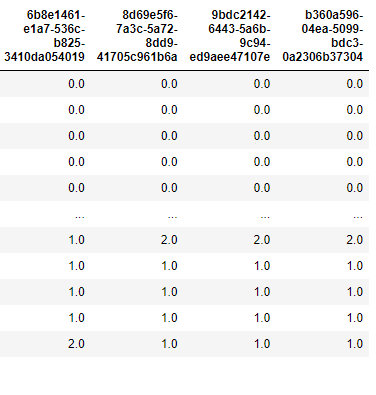 6b8e1461- 8d69e5f6- 9bdc2142- b360a596-
e1a7-536c- 7a3c-5a72- 6443-5a6b- 04ea-5099-
b825- 8dd9- 9c94- bdc3-
3410da054019 41705c961b6a ed9aee47107e 0a2306b37304
0.0 0.0 0.0 0.0
0.0 0.0 0.0 0.0
0.0 0.0 0.0 0.0
0.0 0.0 0.0 0.0
0.0 0.0 0.0 0.0
... ... ... ...
1.0 2.0 2.0 2.0
1.0 1.0 1.0 1.0
1.0 1.0 1.0 1.0
1.0 1.0 1.0 1.0
2.0 1.0 1.0 1.0